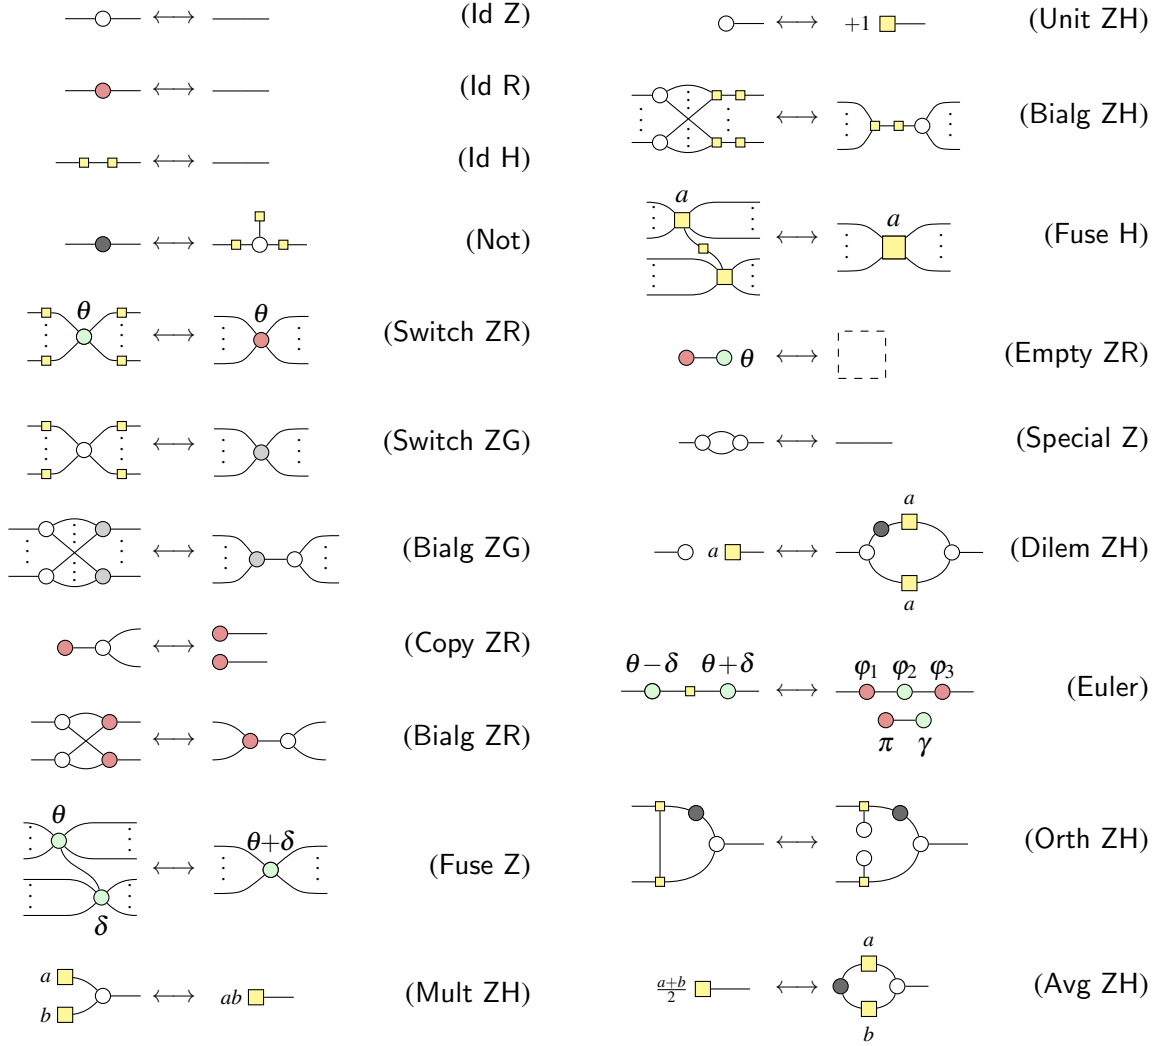 (Id Z)
(Id R)
(Id H)
(Not)
θ θ (Switch ZR)
(Switch ZG)
(Bialg ZG)
(Copy ZR)
(Bialg ZR)
θ θ+δ (Fuse Z)
δ
a b ab (Mult ZH)
+1 (Unit ZH)
(Bialg ZH)
a a (Fuse H)
θ (Empty ZR)
(Special Z)
a a a (Dilem ZH)
θ−δ θ+δ φ1 φ2 φ3 (Euler)
π γ
(Orth ZH)
a+b
2
a b (Avg ZH)